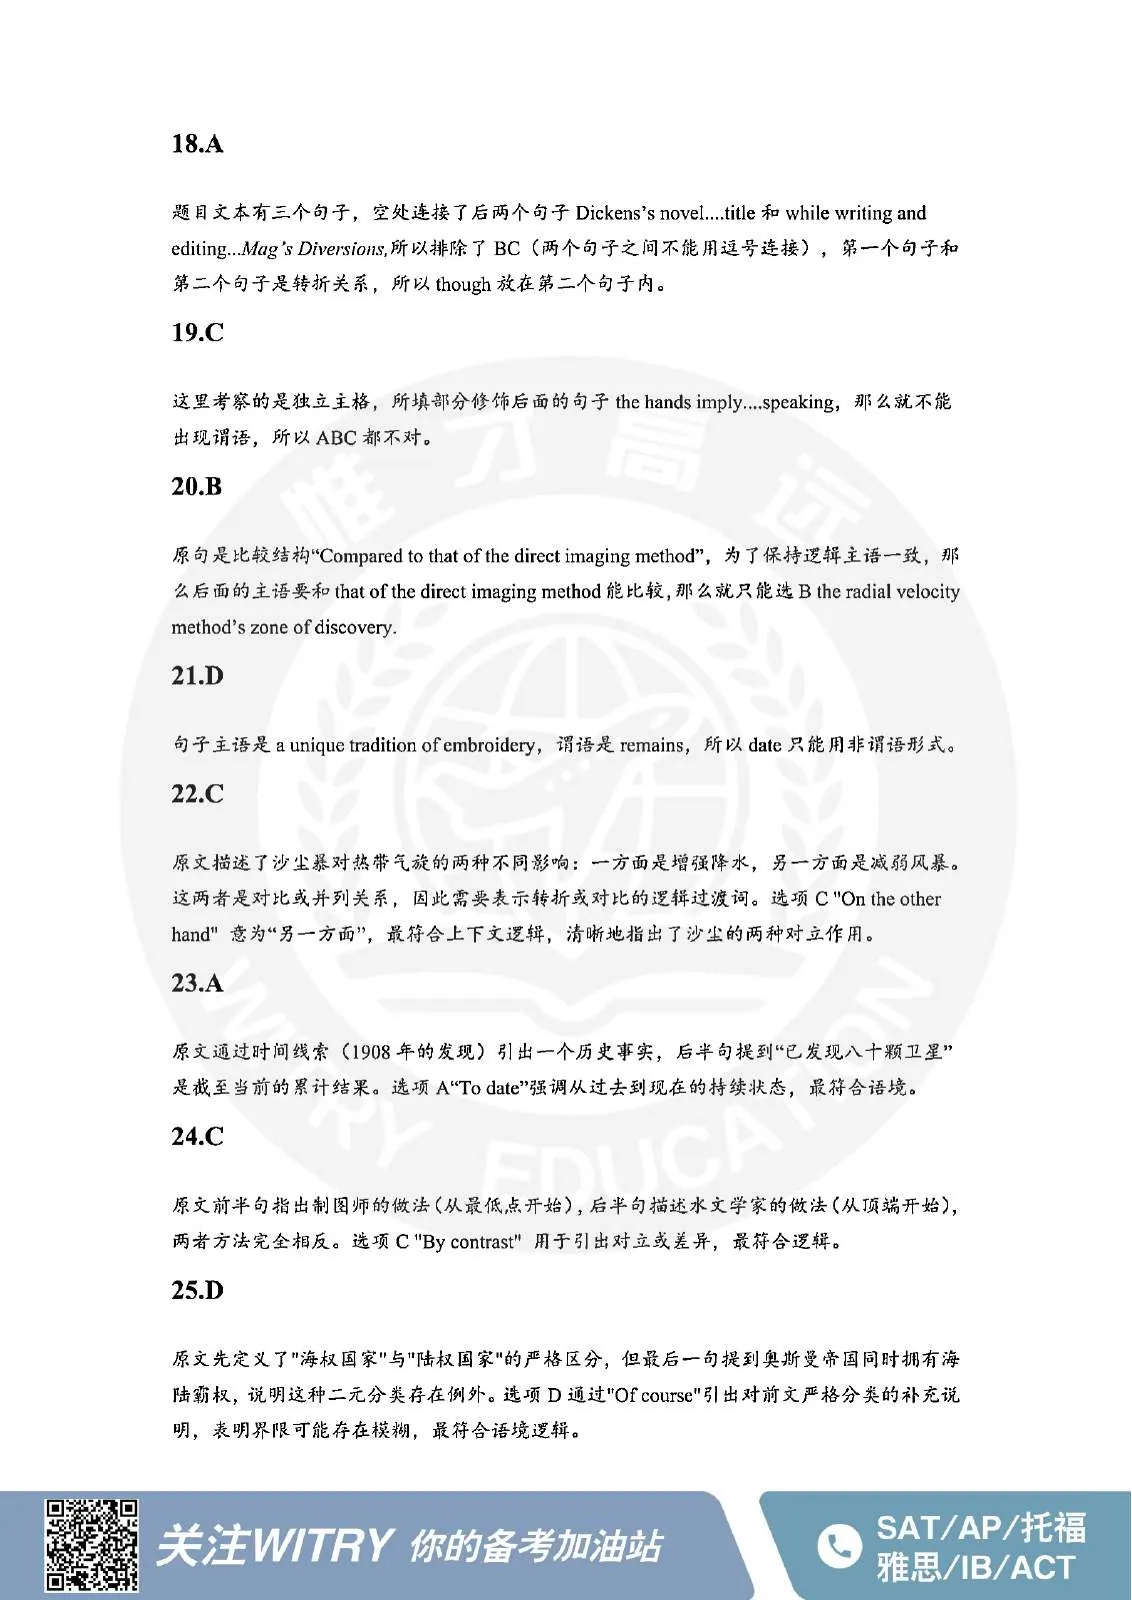 18.A
题目文本有三个句子，空处连接了后两个句子 Dickens's novel....title 和 while writing and
editing...Mag's Diversions,所以排除了 BC（两个句子之间不能用逗号连接），第一个句子和
第二个句子是转折关系，所以 though 放在第二个句子内。
19.C
这里考察的是独立主格，所填部分修饰后面的句子 the hands imply....speaking，那么就不能
出现谓语，所以 ABC 都不对。
20.B
原句是比较结构“Compared to that of the direct imaging method”，为了保持逻辑主语一致，那
么后面的主语要和 that of the direct imaging method 能比较，那么就只能选 B the radial velocity
method's zone of discovery.
21.D
句子主语是 a unique tradition of embroidery，谓语是 remains，所以 date 只能用非谓语形式。
22.C
原文描述了沙尘暴对热带气旋的两种不同影响：一方面是增强降水，另一方面是减弱风暴。
这两者是对比或并列关系，因此需要表示转折或对比的逻辑过渡词。选项 C "On the other
hand" 意为“另一方面”，最符合上下文逻辑，清晰地指出了沙尘的两种对立作用。
23.A
原文通过时间线索（1908 年的发现）引出一个历史事实，后半句提到“已发现八十颗卫星”
是截至当前的累计结果。选项 A“To date”强调从过去到现在的持续状态，最符合语境。
24.C
原文前半句指出制图师的做法（从最低点开始），后半句描述水文学家的做法（从顶端开始），
两者方法完全相反。选项 C "By contrast" 用于引出对立或差异，最符合逻辑。
25.D
原文先定义了"海权国家"与"陆权国家"的严格区分，但最后一句提到奥斯曼帝国同时拥有海
陆霸权，说明这种二元分类存在例外。选项 D 通过"Of course"引出对前文严格分类的补充说
明，表明界限可能存在模糊，最符合语境逻辑。
惟才高远
WITRY EDUCATION
关注WITRY 你的备考加油站
SAT/AP/托福
雅思/IB/ACT